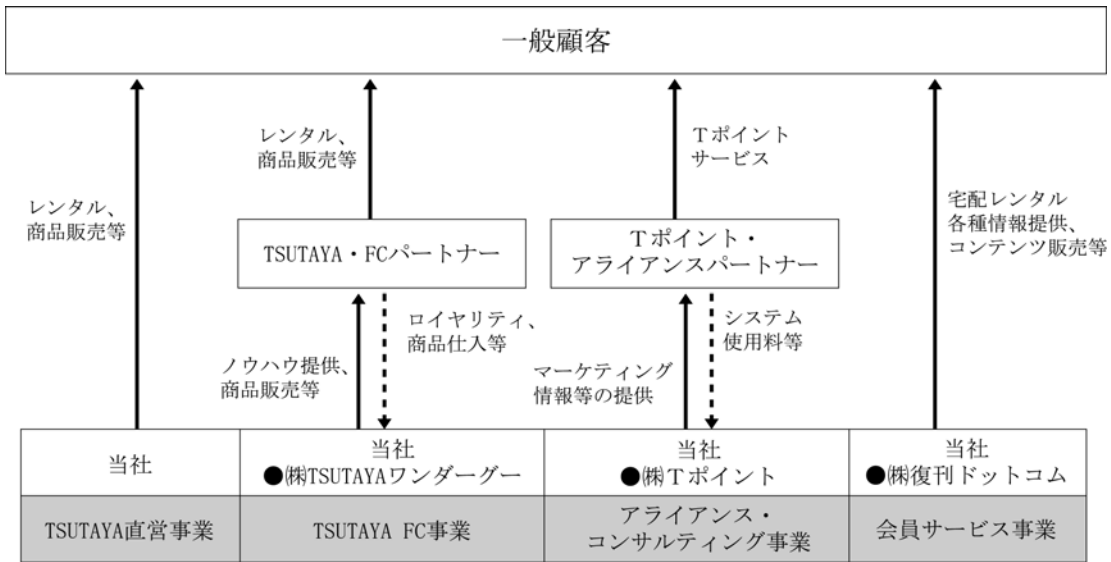 一般顧客
レンタル、
商品販売等
レンタル、
商品販売等
Tポイント
サービス
宅配レンタル
各種情報提供、
コンテンツ販売等
TSUTAYA・FCパートナー
Tポイント・
アライアンスパートナー
ノウハウ提供、
商品販売等
ロイヤリティ、
商品仕入等
マーケティング
情報等の提供
システム
使用料等
当社
当社
●㈱TSUTAYAワンダーグー
当社
●㈱Tポイント
当社
●㈱復刊ドットコム
TSUTAYA直営事業
TSUTAYA FC事業
アライアンス・
コンサルティング事業
会員サービス事業